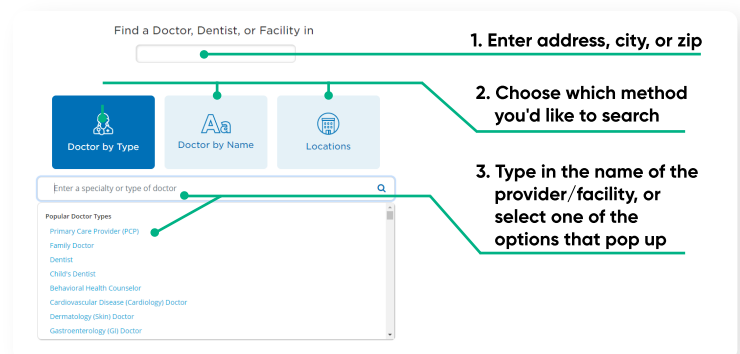 Find a Doctor, Dentist, or Facility in
1. Enter address, city, or zip
2. Choose which method
you'd like to search
Aa
Doctor by Type
Doctor by Name
Locations
3. Type in the name of the
provider/facility, or
select one of the
options that pop up
Enter a specialty or type of doctor
Popular Doctor Types
Primary Care Provider (PCP)
Family Doctor
Dentist
Child's Dentist
Behavioral Health Counselor
Cardiovascular Disease (Cardiology) Doctor
Dermatology (Skin) Doctor
Gastroenterology (GI) Doctor